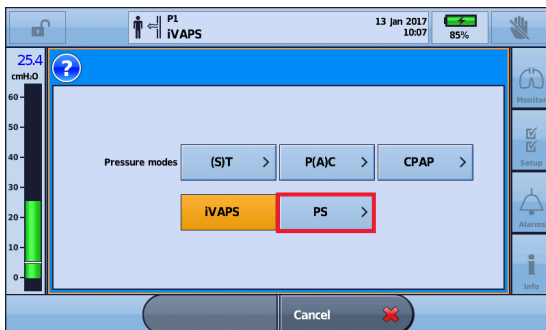 P1
iVAPS
13 Jan 2017
10:07
85%
25.4
cmH₂O
?
60
50
40
30
20
10
0
Pressure modes
(S)T >
P(A)C >
CPAP >
iVAPS
PS >
Monitor
Setup
Alarms
Info
Cancel